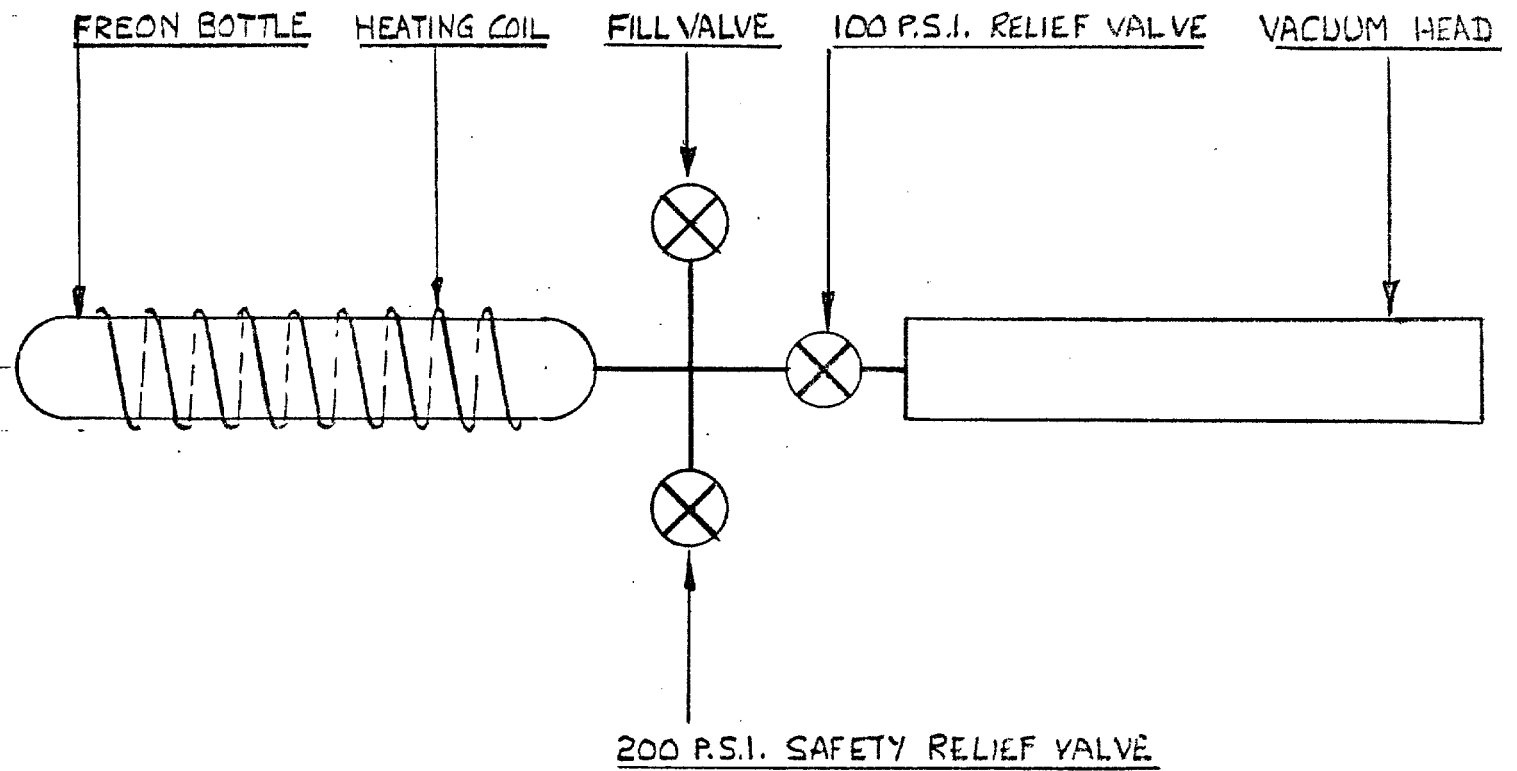 FREON BOTTLE
HEATING COIL
FILL VALVE
100 P.S.I. RELIEF VALVE
VACUUM HEAD
200 P.S.I. SAFETY RELIEF VALVE